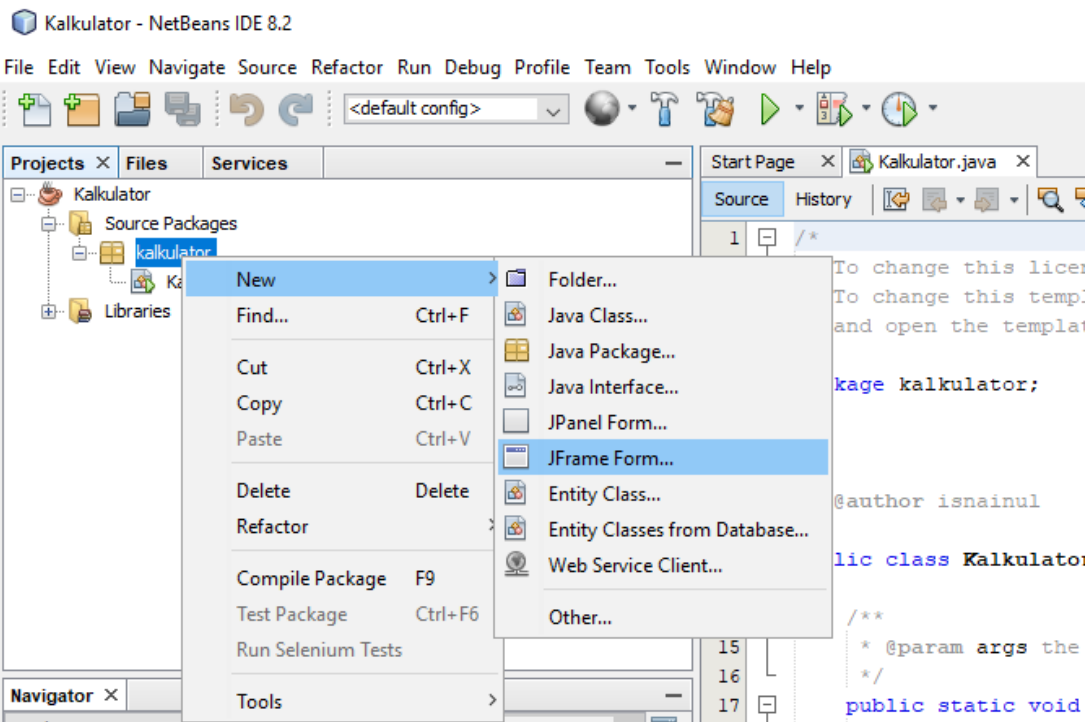 Kalkulator - NetBeans IDE 8.2
File Edit View Navigate Source Refactor Run Debug Profile Team Tools Window Help
<default config>
Projects Files Services
Start Page Kalkulator.java
Kalkulator
Source Packages
kalkulator
Ka
Libraries
New
Find... Ctrl+F
Cut Ctrl+X
Copy Ctrl+C
Paste Ctrl+V
Delete Delete
Refactor
Compile Package F9
Test Package Ctrl+F6
Run Selenium Tests
Tools
Folder...
Java Class...
Java Package...
Java Interface...
JPanel Form...
JFrame Form...
Entity Class...
Entity Classes from Database...
Web Service Client...
Other...
Source History
1 /*
To change this licen
To change this templ
and open the templat
kage kalkulator;
@author isnainul
lic class Kalkulator
/**
15 * @param args the
16 */
17 public static void
Navigator